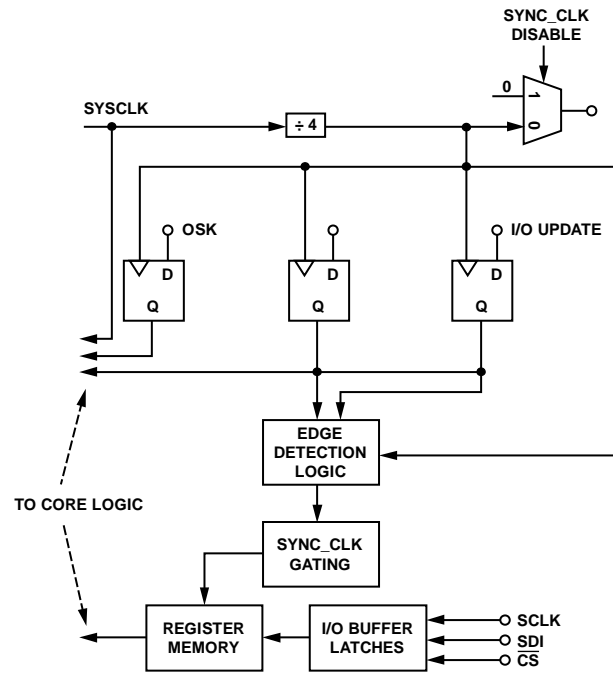 SYNC_CLK
DISABLE
0
1
0
SYSCLK
÷ 4
OSK
I/O UPDATE
D
D
D
Q
Q
Q
EDGE
DETECTION
LOGIC
TO CORE LOGIC
SYNC_CLK
GATING
REGISTER
MEMORY
I/O BUFFER
LATCHES
SCLK
SDI
CS